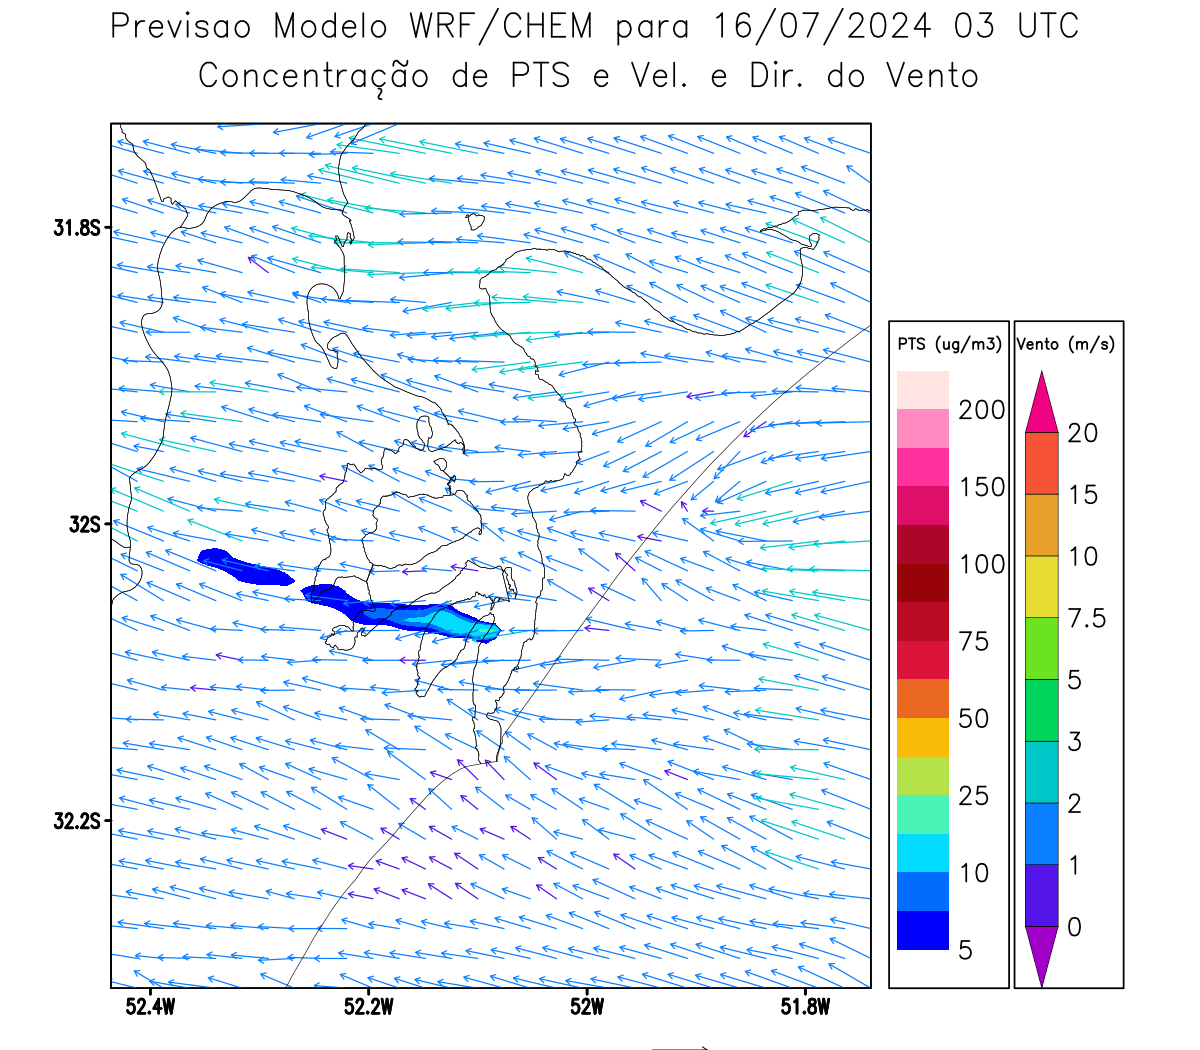 Previsao Modelo WRF/CHEM para 16/07/2024 03 UTC
Concentração de PTS e Vel. e Dir. do Vento
31.8S
32S
32.2S
52.4W 52.2W 52W 51.8W
PTS (ug/m3)
200
150
100
75
50
25
10
5
Vento (m/s)
20
15
10
7.5
5
3
2
1
0